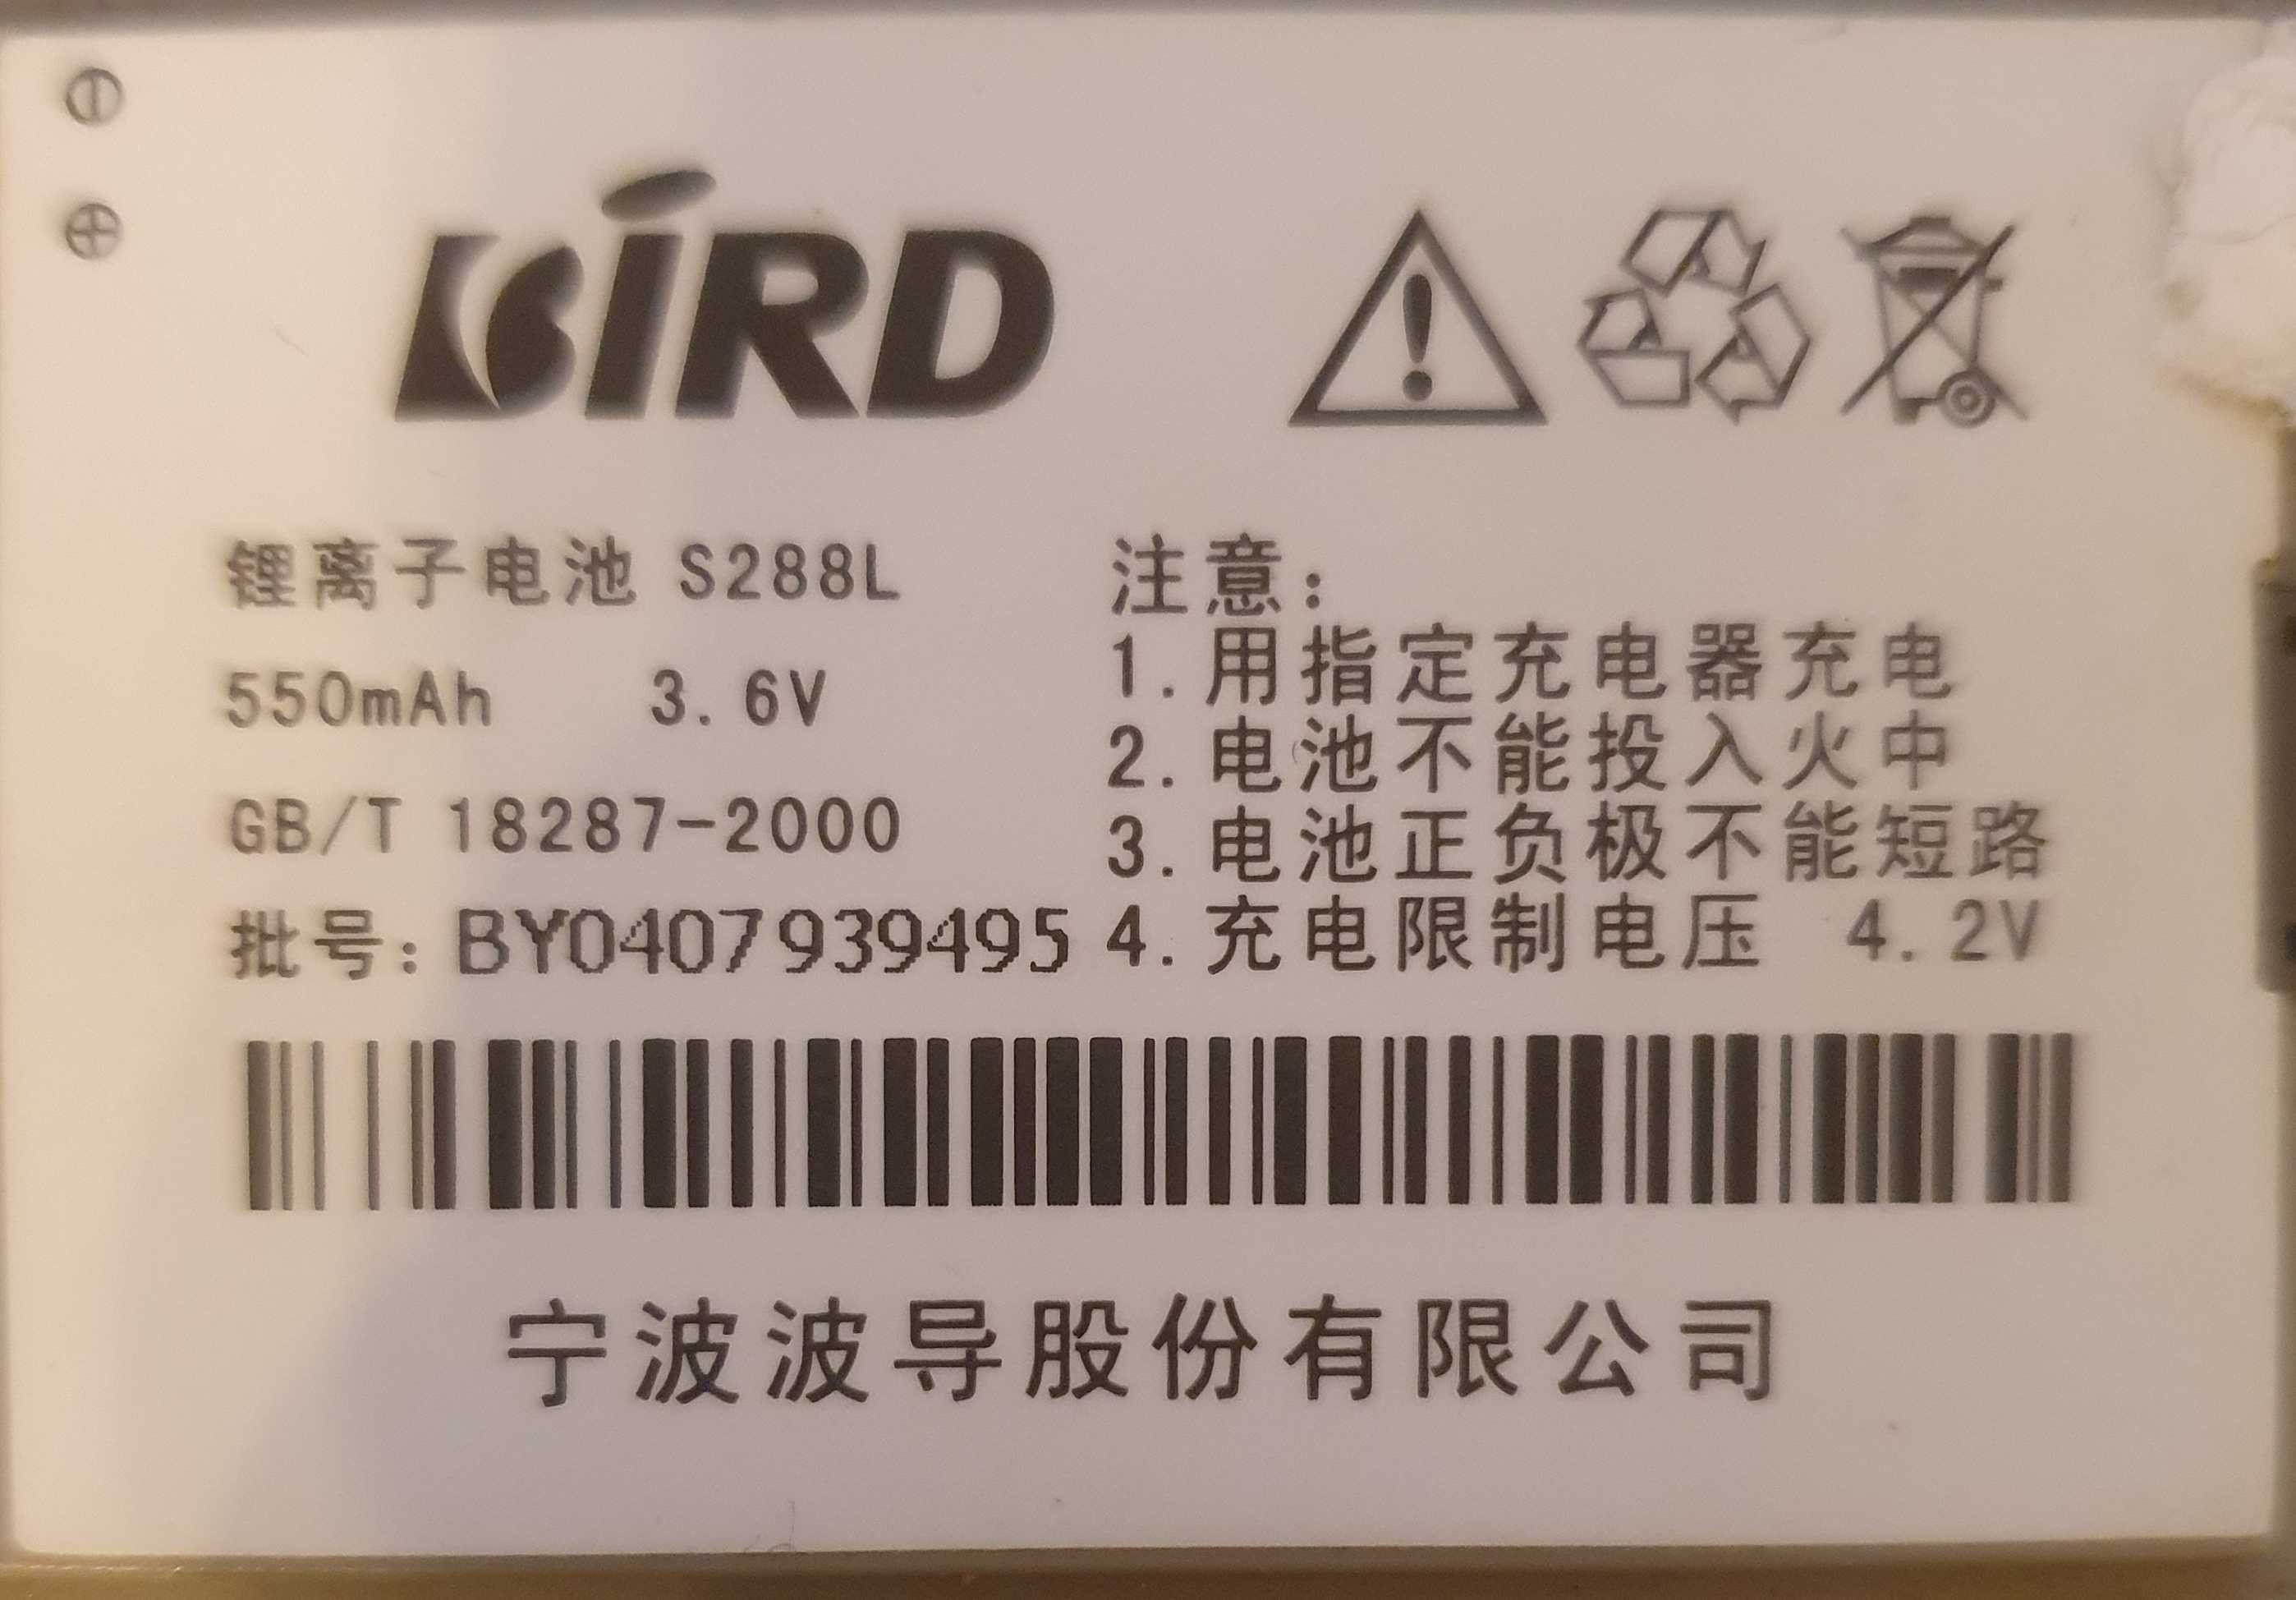 BiRD
锂离子电池 S288L
550mAh 3.6V
GB/T 18287-2000
批号: BY0407939495
注意:
1.用指定充电器充电
2.电池不能投入火中
3.电池正负极不能短路
4.充电限制电压 4.2V
宁波波导股份有限公司